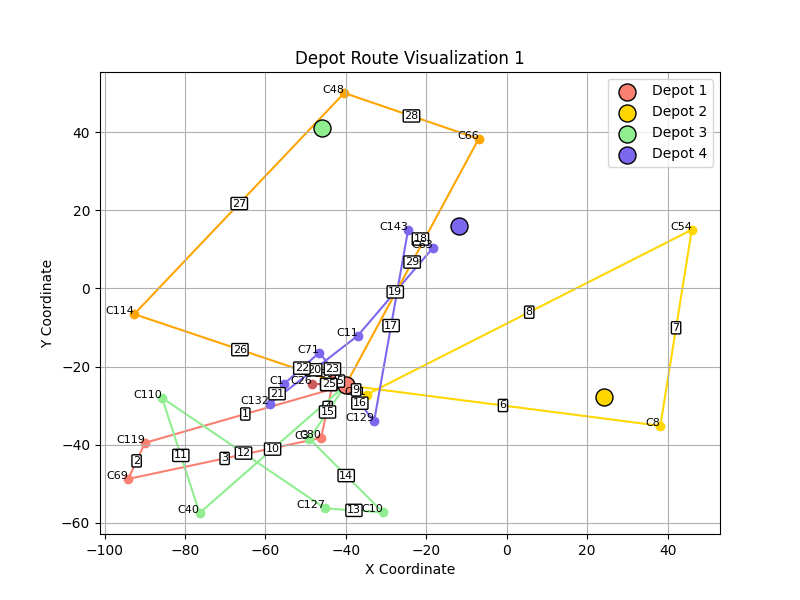 Depot Route Visualization 1
Depot 1
Depot 2
Depot 3
Depot 4
Y Coordinate
40
20
0
−20
−40
−60
−100
−80
−60
−40
−20
0
20
40
X Coordinate
C48
28
C66
27
C143
18
C63
29
C54
C114
19
17
8
7
C11
26
C71
22
20
23
C1
C26
25
9
6
C110
C132
21
16
1
15
C129
C8
C119
C80
2
11
12
3
10
C69
14
C40
C127
13
C10